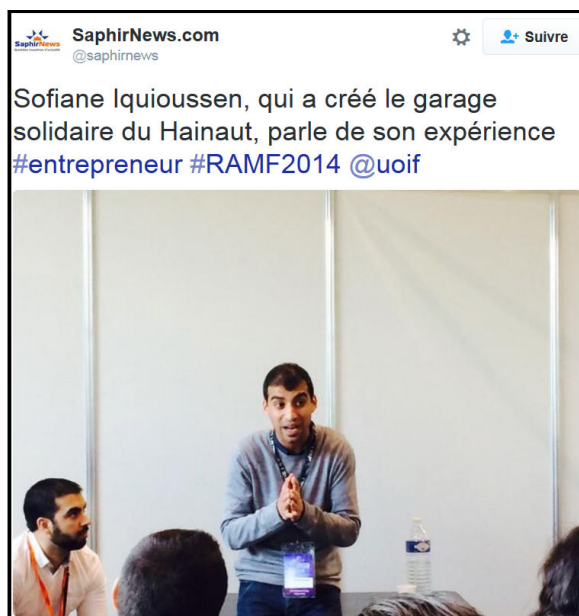 SaphirNews.com
@saphirnews
Suivre
SaphirNews
Sofiane Iquioussen, qui a créé le garage
solidaire du Hainaut, parle de son expérience
#entrepreneur #RAMF2014 @uoif